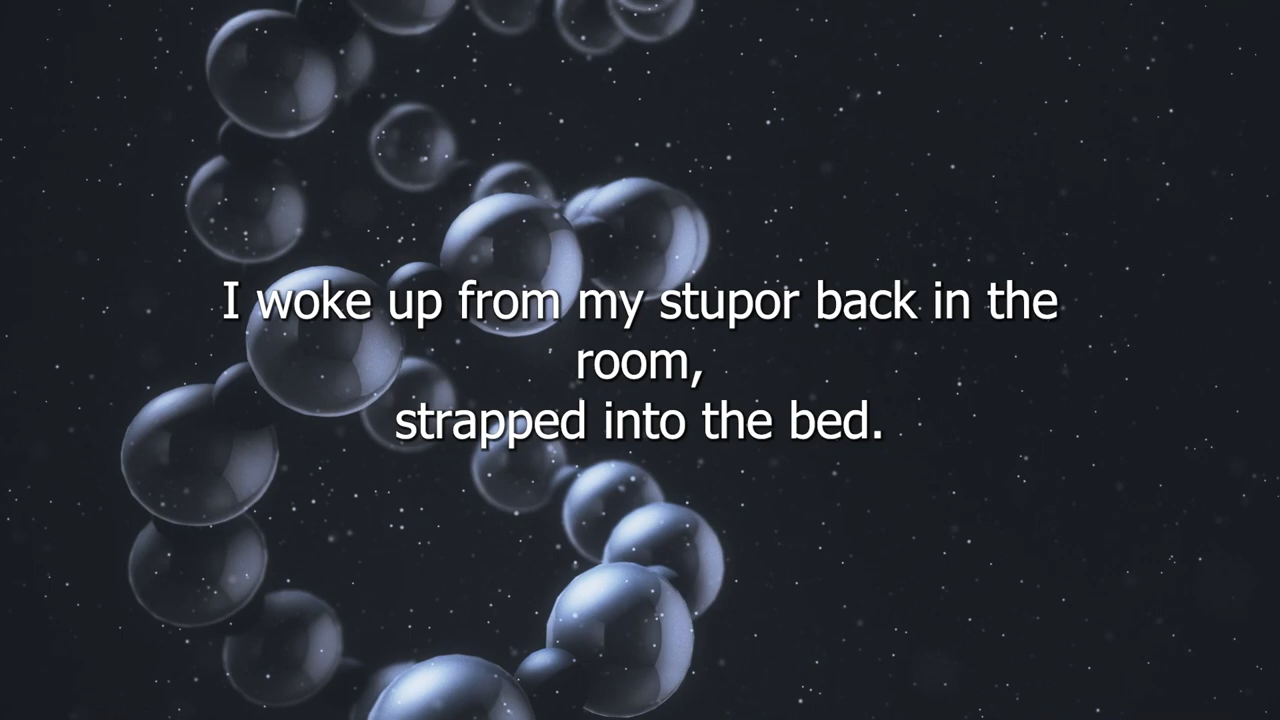 I woke up from my stupor back in the
room,
strapped into the bed.